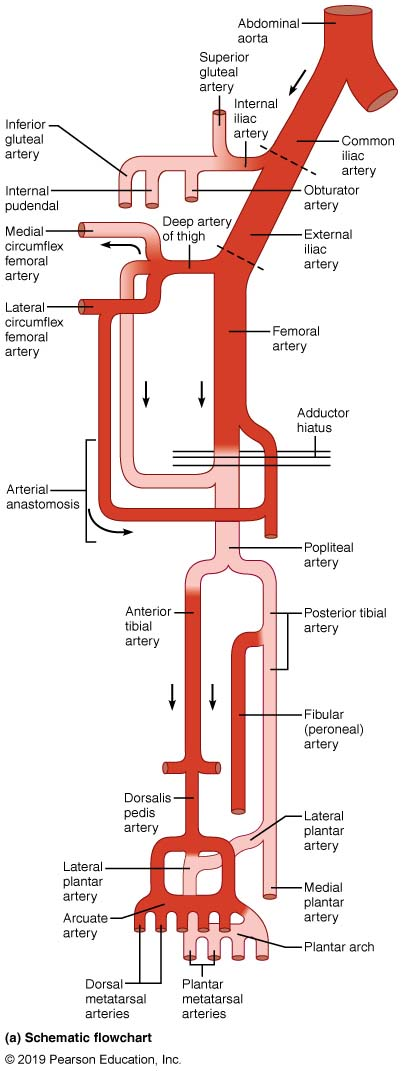 Abdominal
aorta
Superior
gluteal
artery
Internal
iliac
artery
Inferior
gluteal
artery
Common
iliac
artery
Internal
pudendal
Obturator
artery
Medial
circumflex
femoral
artery
Deep artery
of thigh
External
iliac
artery
Lateral
circumflex
femoral
artery
Femoral
artery
Adductor
hiatus
Arterial
anastomosis
Popliteal
artery
Anterior
tibial
artery
Posterior tibial
artery
Fibular
(peroneal)
artery
Dorsalis
pedis
artery
Lateral
plantar
artery
Lateral
plantar
artery
Medial
plantar
artery
Arcuate
artery
Plantar arch
Dorsal
metatarsal
arteries
Plantar
metatarsal
arteries
(a) Schematic flowchart
© 2019 Pearson Education, Inc.